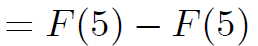 = F(5) − F(5)